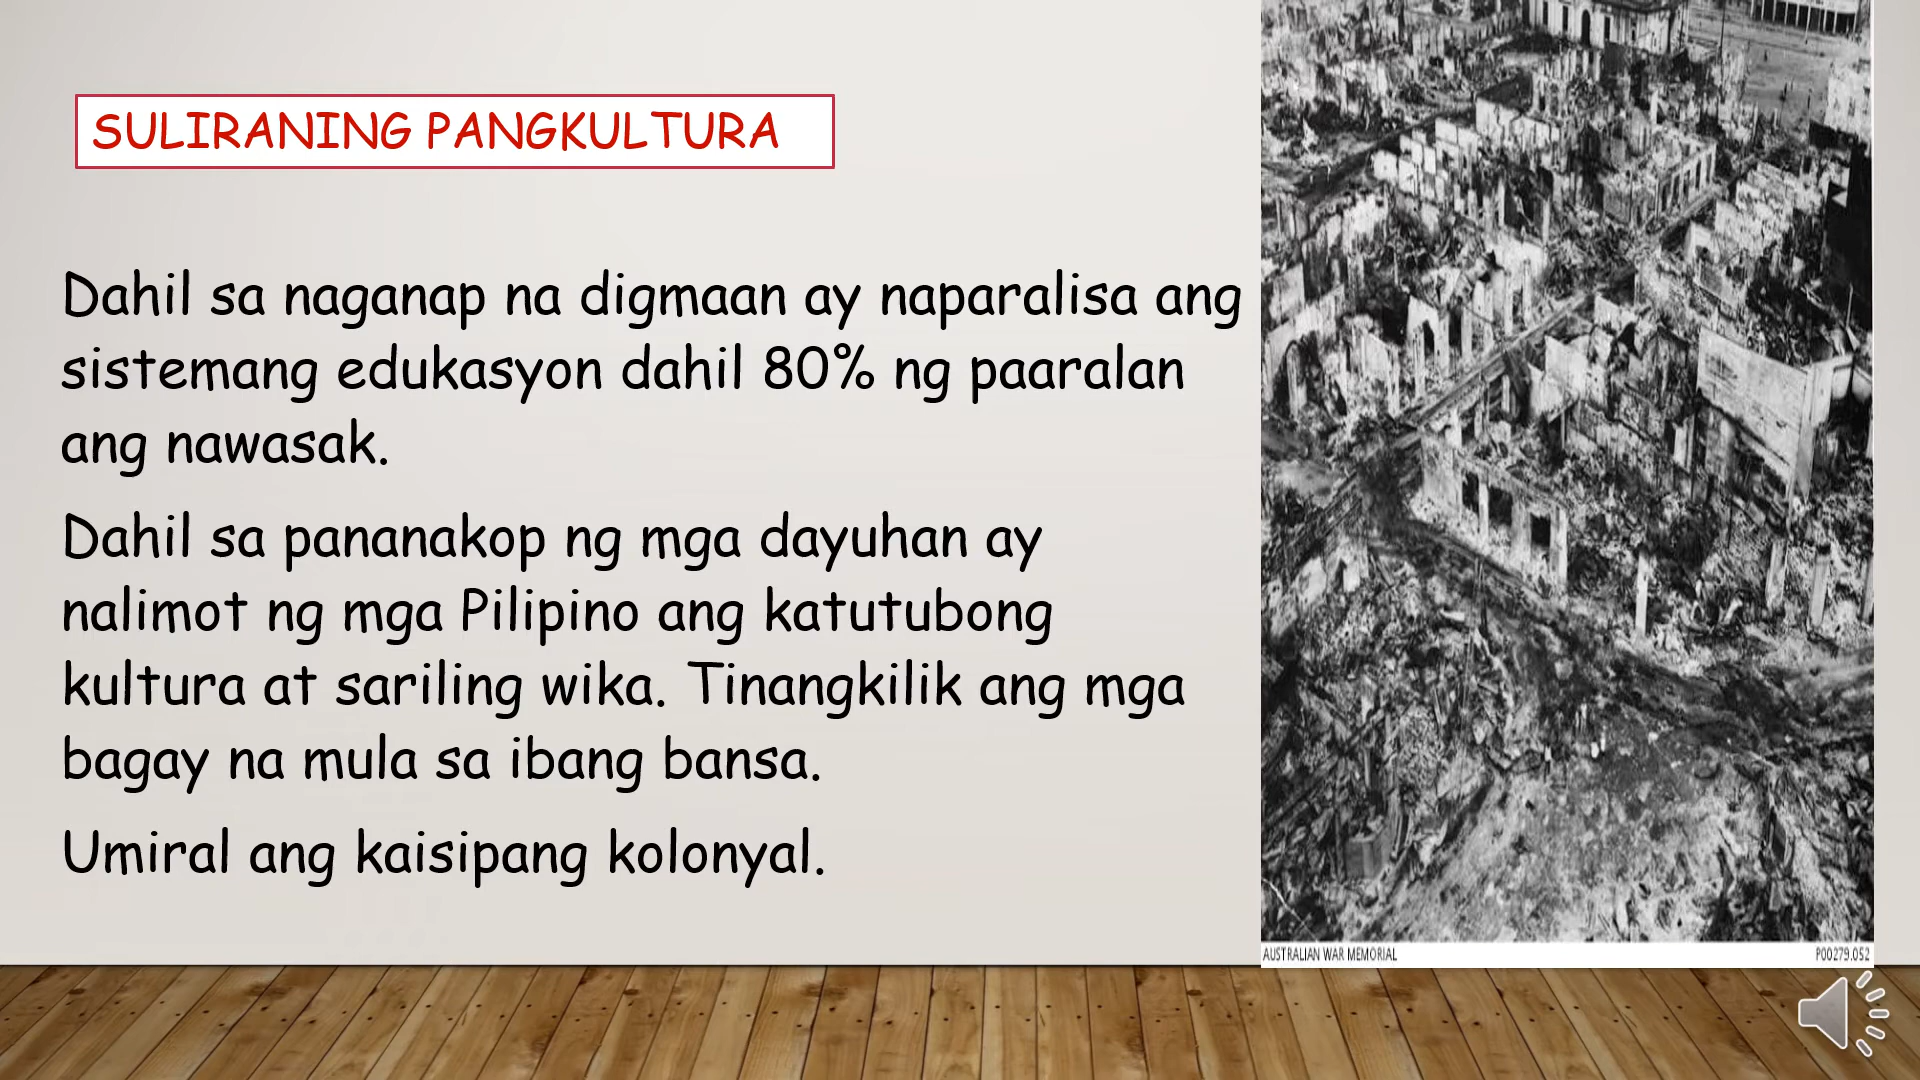 SULIRANING PANGKULTURA
Dahil sa naganap na digmaan ay naparalisa ang
sistemang edukasyon dahil 80% ng paaralan
ang nawasak.
Dahil sa pananakop ng mga dayuhan ay
nalimot ng mga Pilipino ang katutubong
kultura at sariling wika. Tinangkilik ang mga
bagay na mula sa ibang bansa.
Umiral ang kaisipang kolonyal.
AUSTRALIAN WAR MEMORIAL
P00279.052